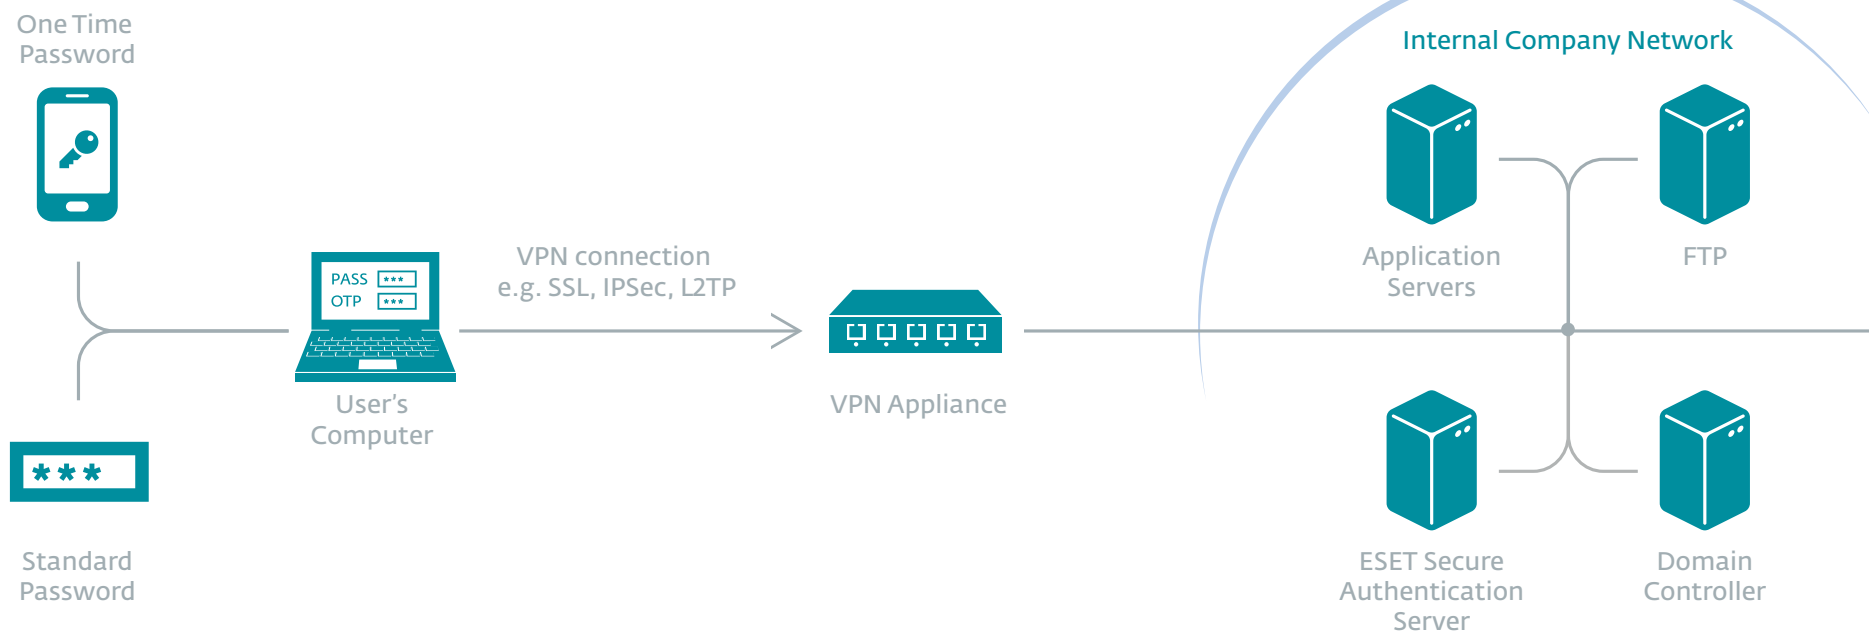 One Time
Password
Internal Company Network
PASS ***
OTP ***
VPN connection
e.g. SSL, IPSec, L2TP
Application
Servers
FTP
User's
Computer
VPN Appliance
***
Standard
Password
ESET Secure
Authentication
Server
Domain
Controller